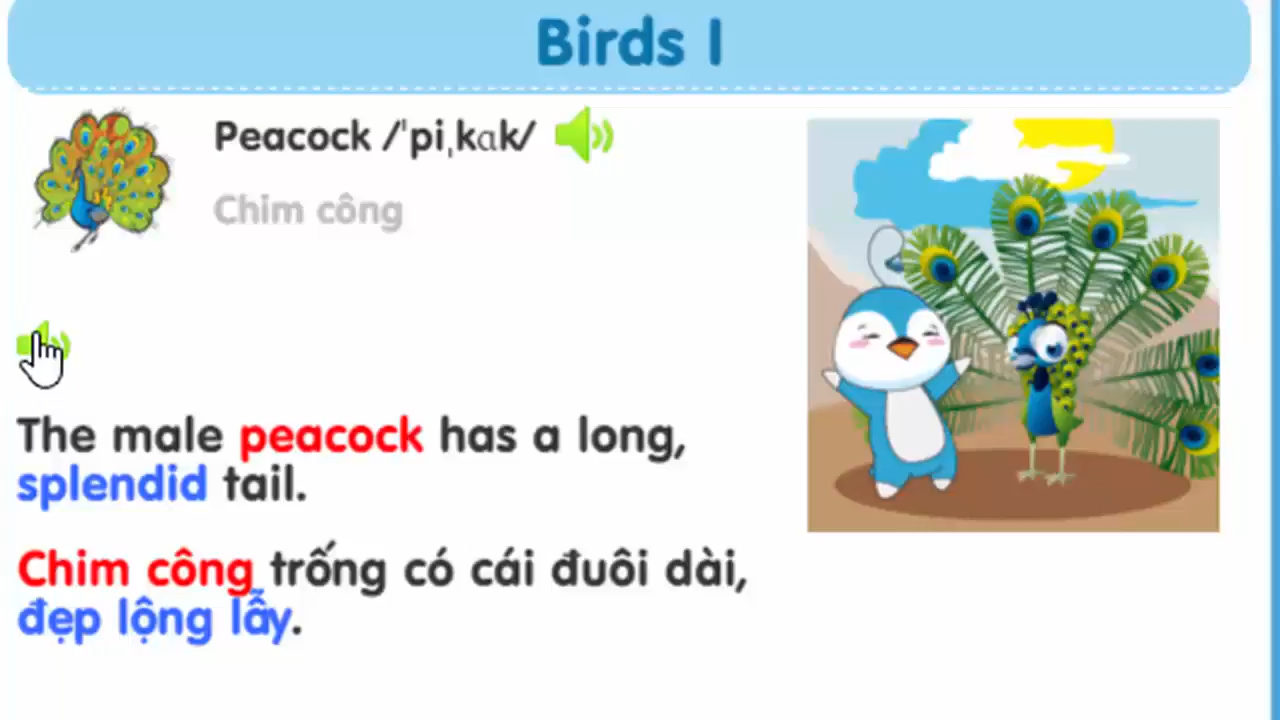 Birds I
Peacock /ˈpiˌkɑk/
Chim công
The male peacock has a long,
splendid tail.
Chim công trống có cái đuôi dài,
đẹp lộng lẫy.